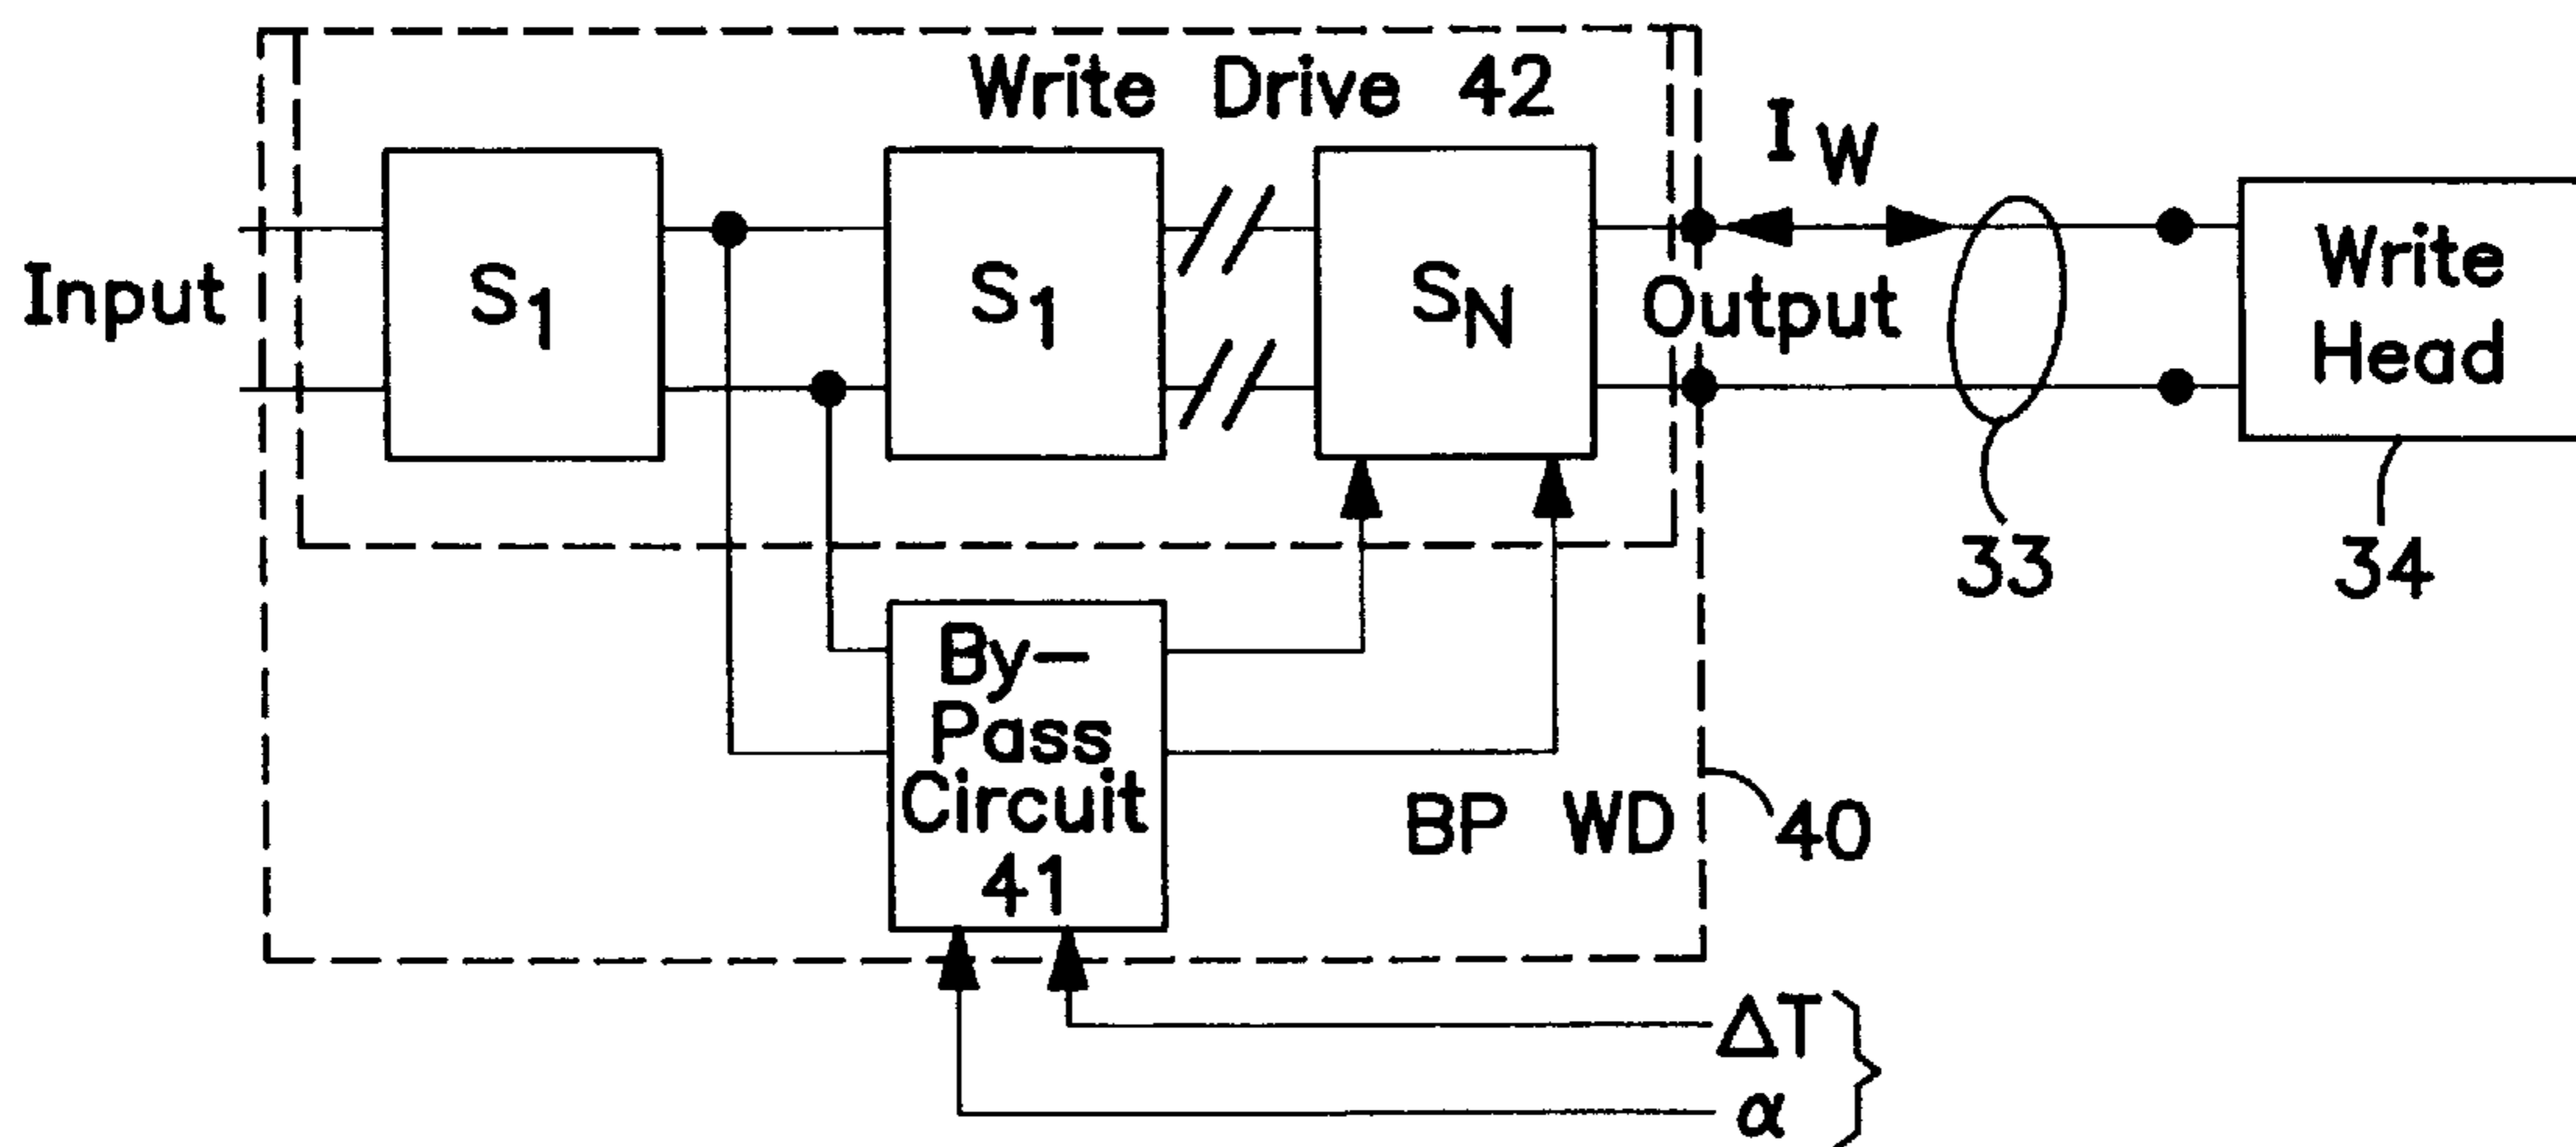 Write Drive 42
I W
Input
S1
S1
SN
Output
Write
Head
33
34
By-
Pass
Circuit
41
BP WD
40
ΔT
α